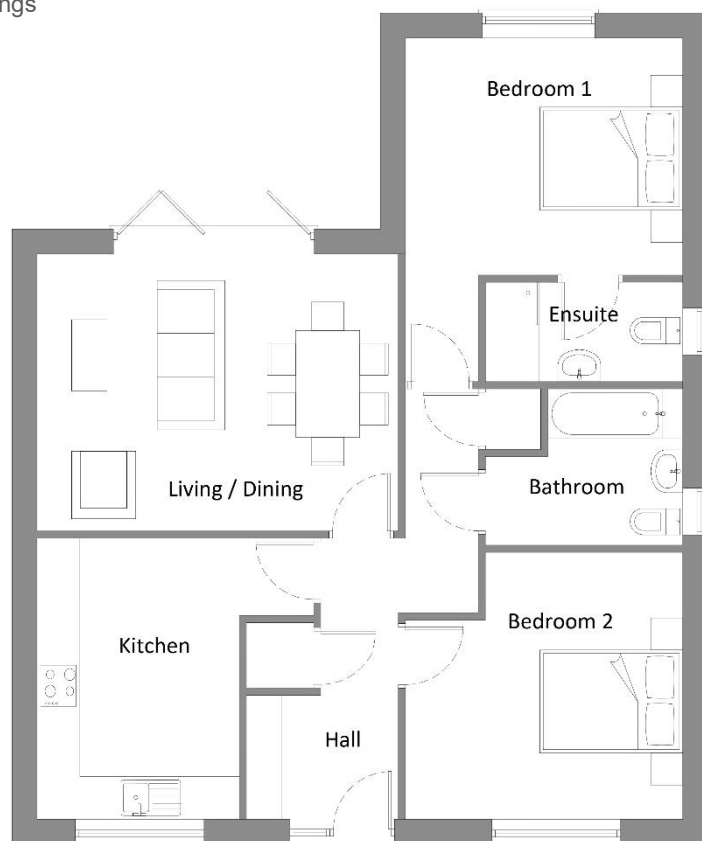 ngs
Bedroom 1
Ensuite
Living / Dining
Bathroom
Kitchen
Bedroom 2
Hall